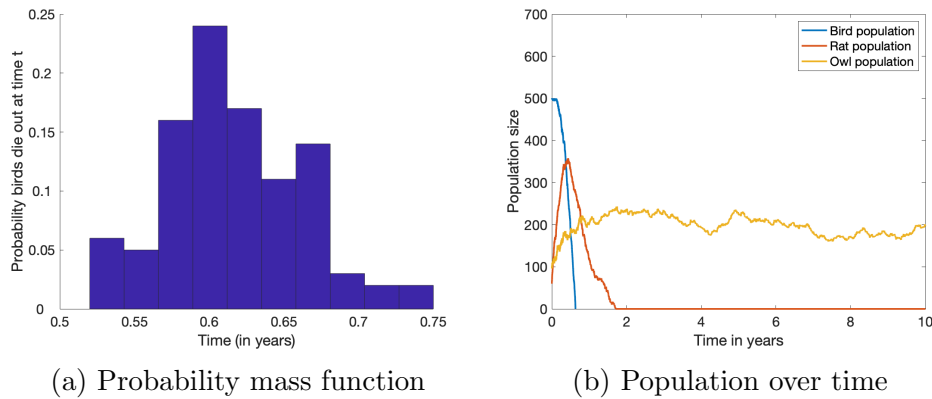 0.25
0.2
0.15
0.1
0.05
0
Probability birds die out at time t
0.5 0.55 0.6 0.65 0.7 0.75
Time (in years)
(a) Probability mass function
700
600
500
400
300
200
100
0
Population size
Bird population
Rat population
Owl population
0 2 4 6 8 10
Time in years
(b) Population over time